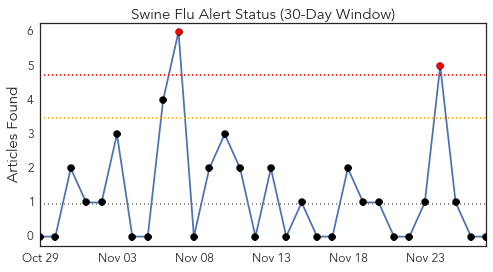 Swine Flu Alert Status (30-Day Window)
Articles Found
6
5
4
3
2
1
0
Oct 29 Nov 03 Nov 08 Nov 13 Nov 18 Nov 23